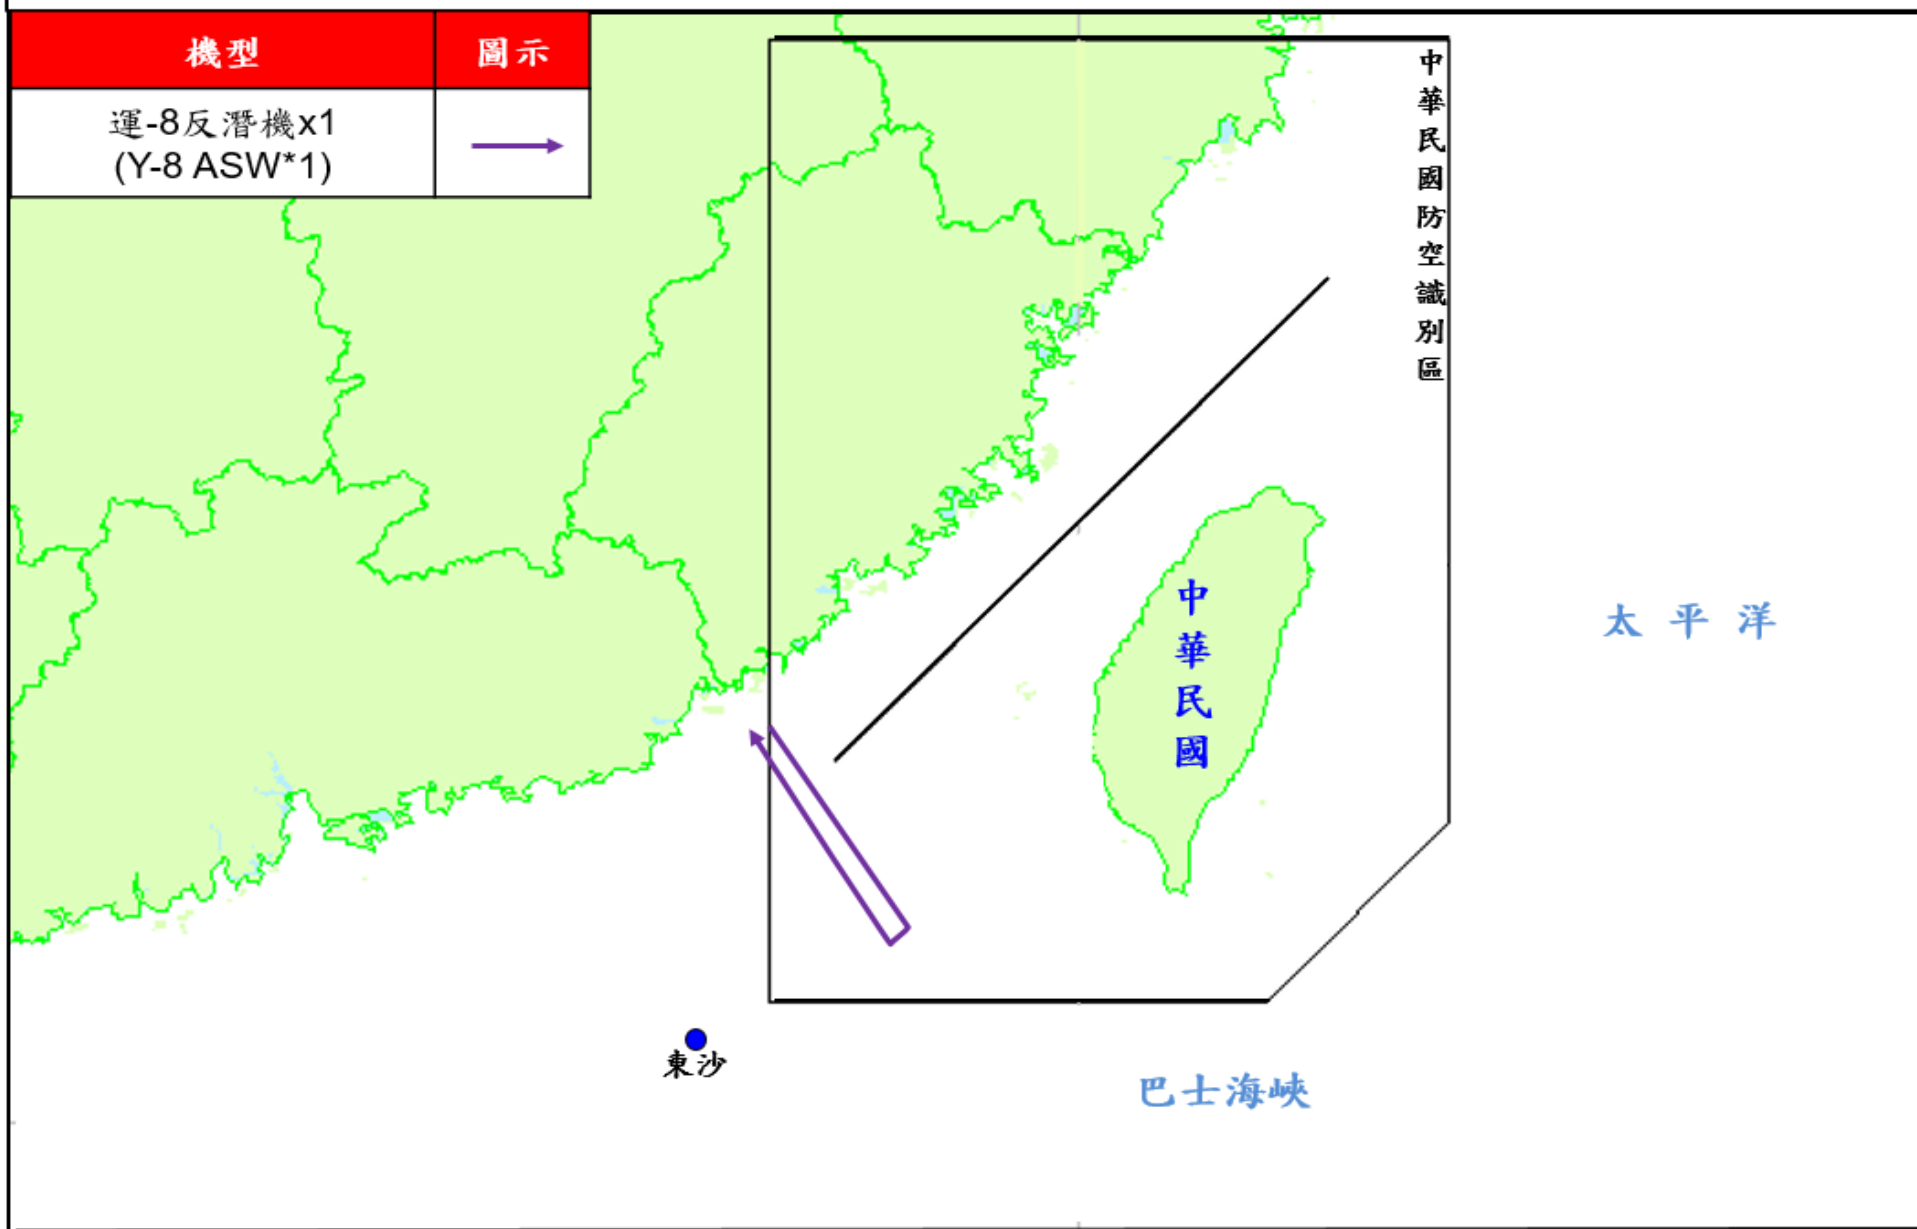 機型
圖示
運-8反潛機x1
(Y-8 ASW*1)
中華民國防空識別區
中華民國
太平洋
東沙
巴士海峽